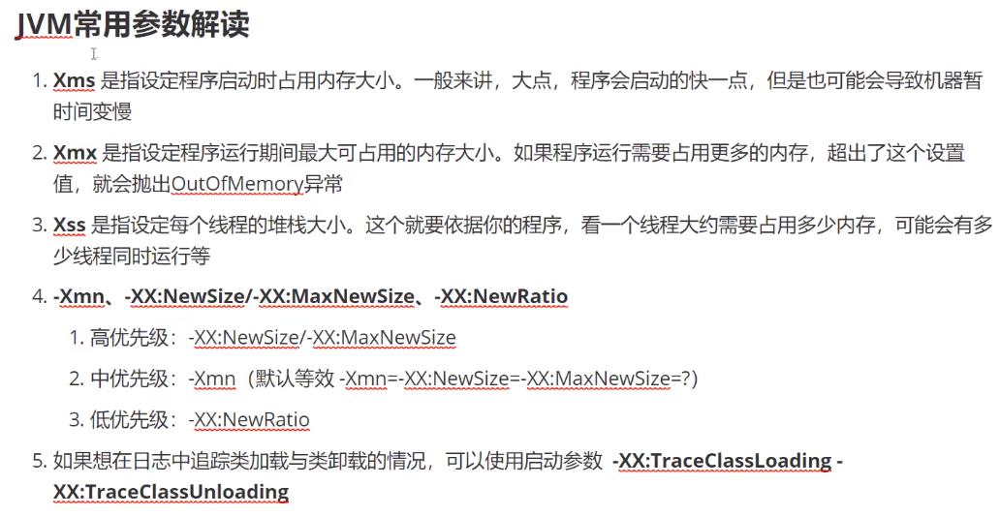 JVM常用参数解读
1. Xms 是指设定程序启动时占用内存大小。一般来讲，大点，程序会启动的快一点，但是也可能会导致机器暂
时间变慢
2. Xmx 是指设定程序运行期间最大可占用的内存大小。如果程序运行需要占用更多的内存，超出了这个设置
值，就会抛出OutOfMemory异常
3. Xss 是指设定每个线程的堆栈大小。这个就要依据你的程序，看一个线程大约需要占用多少内存，可能会有多
少线程同时运行等
4. -Xmn、-XX:NewSize/-XX:MaxNewSize、-XX:NewRatio
1. 高优先级：-XX:NewSize/-XX:MaxNewSize
2. 中优先级：-Xmn（默认等效 -Xmn=-XX:NewSize=-XX:MaxNewSize=?）
3. 低优先级：-XX:NewRatio
5. 如果想在日志中追踪类加载与类卸载的情况，可以使用启动参数 -XX:TraceClassLoading -
XX:TraceClassUnloading